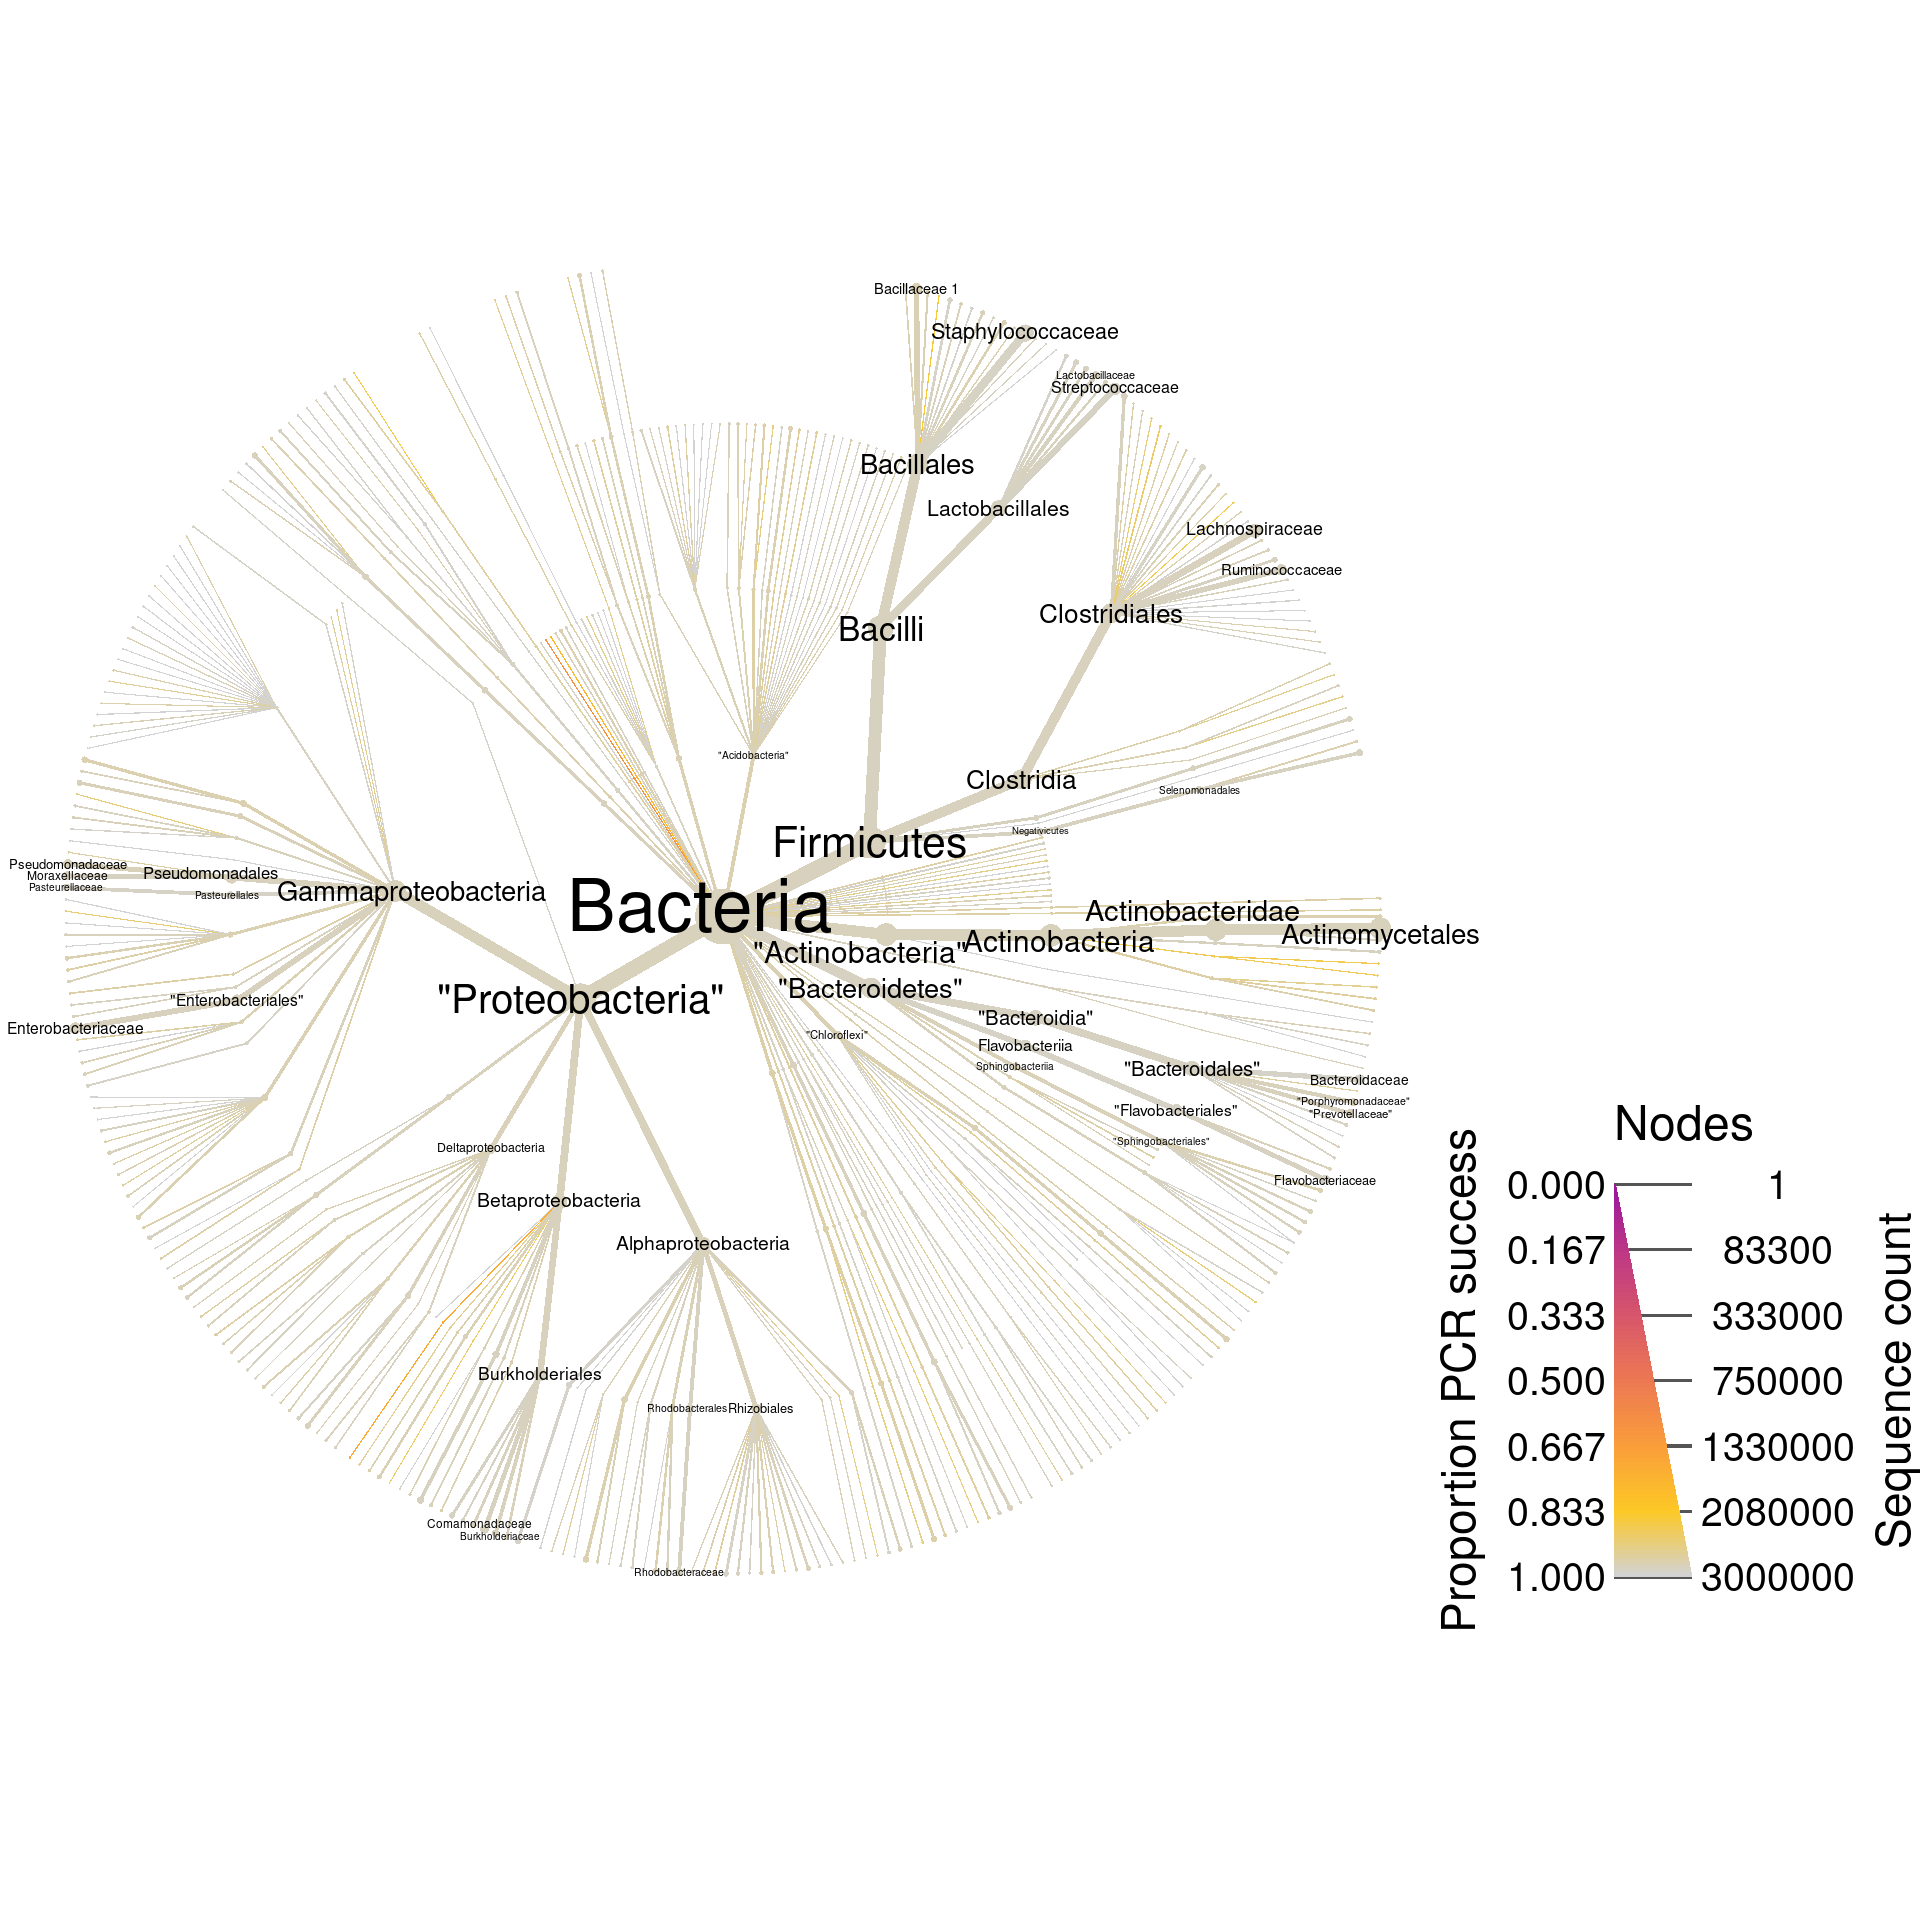 Bacillaceae 1
Staphylococcaceae
Lactobacillaceae
Streptococcaceae
Bacillales
Lactobacillales
Lachnospiraceae
Ruminococcaceae
Clostridiales
Bacilli
"Acidobacteria"
Clostridia
Selenomonadales
Negativicutes
Firmicutes
Pseudomonadaceae
Moraxellaceae
Pasteurellaceae
Pseudomonadales
Pasteurellales
Gammaproteobacteria
Bacteria
Actinobacteridae
Actinomycetales
Actinobacteria
"Actinobacteria"
"Bacteroidetes"
"Proteobacteria"
"Enterobacteriales"
Enterobacteriaceae
"Chloroflexi"
"Bacteroidia"
Flavobacteriia
Sphingobacteriia
"Bacteroidales"
Bacteroidaceae
"Porphyromonadaceae"
"Prevotellaceae"
"Flavobacteriales"
"Sphingobacteriales"
Flavobacteriaceae
Deltaproteobacteria
Betaproteobacteria
Alphaproteobacteria
Burkholderiales
Rhodobacterales
Rhizobiales
Comamonadaceae
Burkholderiaceae
Rhodobacteraceae
Nodes
Proportion PCR success
Sequence count
0.000 1
0.167 83300
0.333 333000
0.500 750000
0.667 1330000
0.833 2080000
1.000 3000000